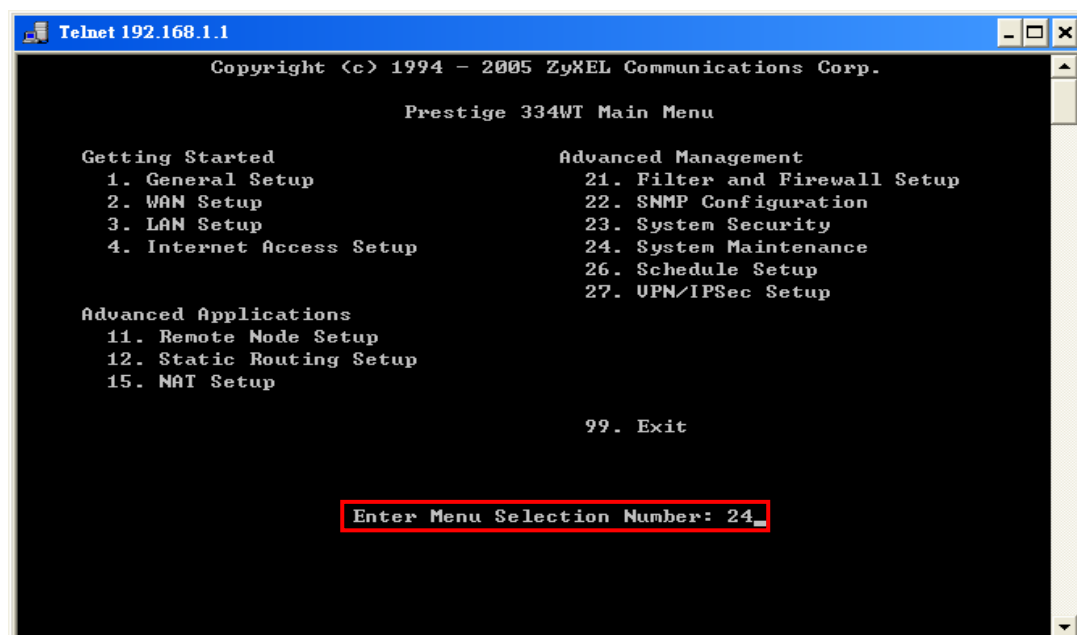 Telnet 192.168.1.1
Copyright (c) 1994 - 2005 ZyXEL Communications Corp.
Prestige 334WT Main Menu
Getting Started
1. General Setup
2. WAN Setup
3. LAN Setup
4. Internet Access Setup
Advanced Applications
11. Remote Node Setup
12. Static Routing Setup
15. NAT Setup
Advanced Management
21. Filter and Firewall Setup
22. SNMP Configuration
23. System Security
24. System Maintenance
26. Schedule Setup
27. VPN/IPSec Setup
99. Exit
Enter Menu Selection Number: 24_